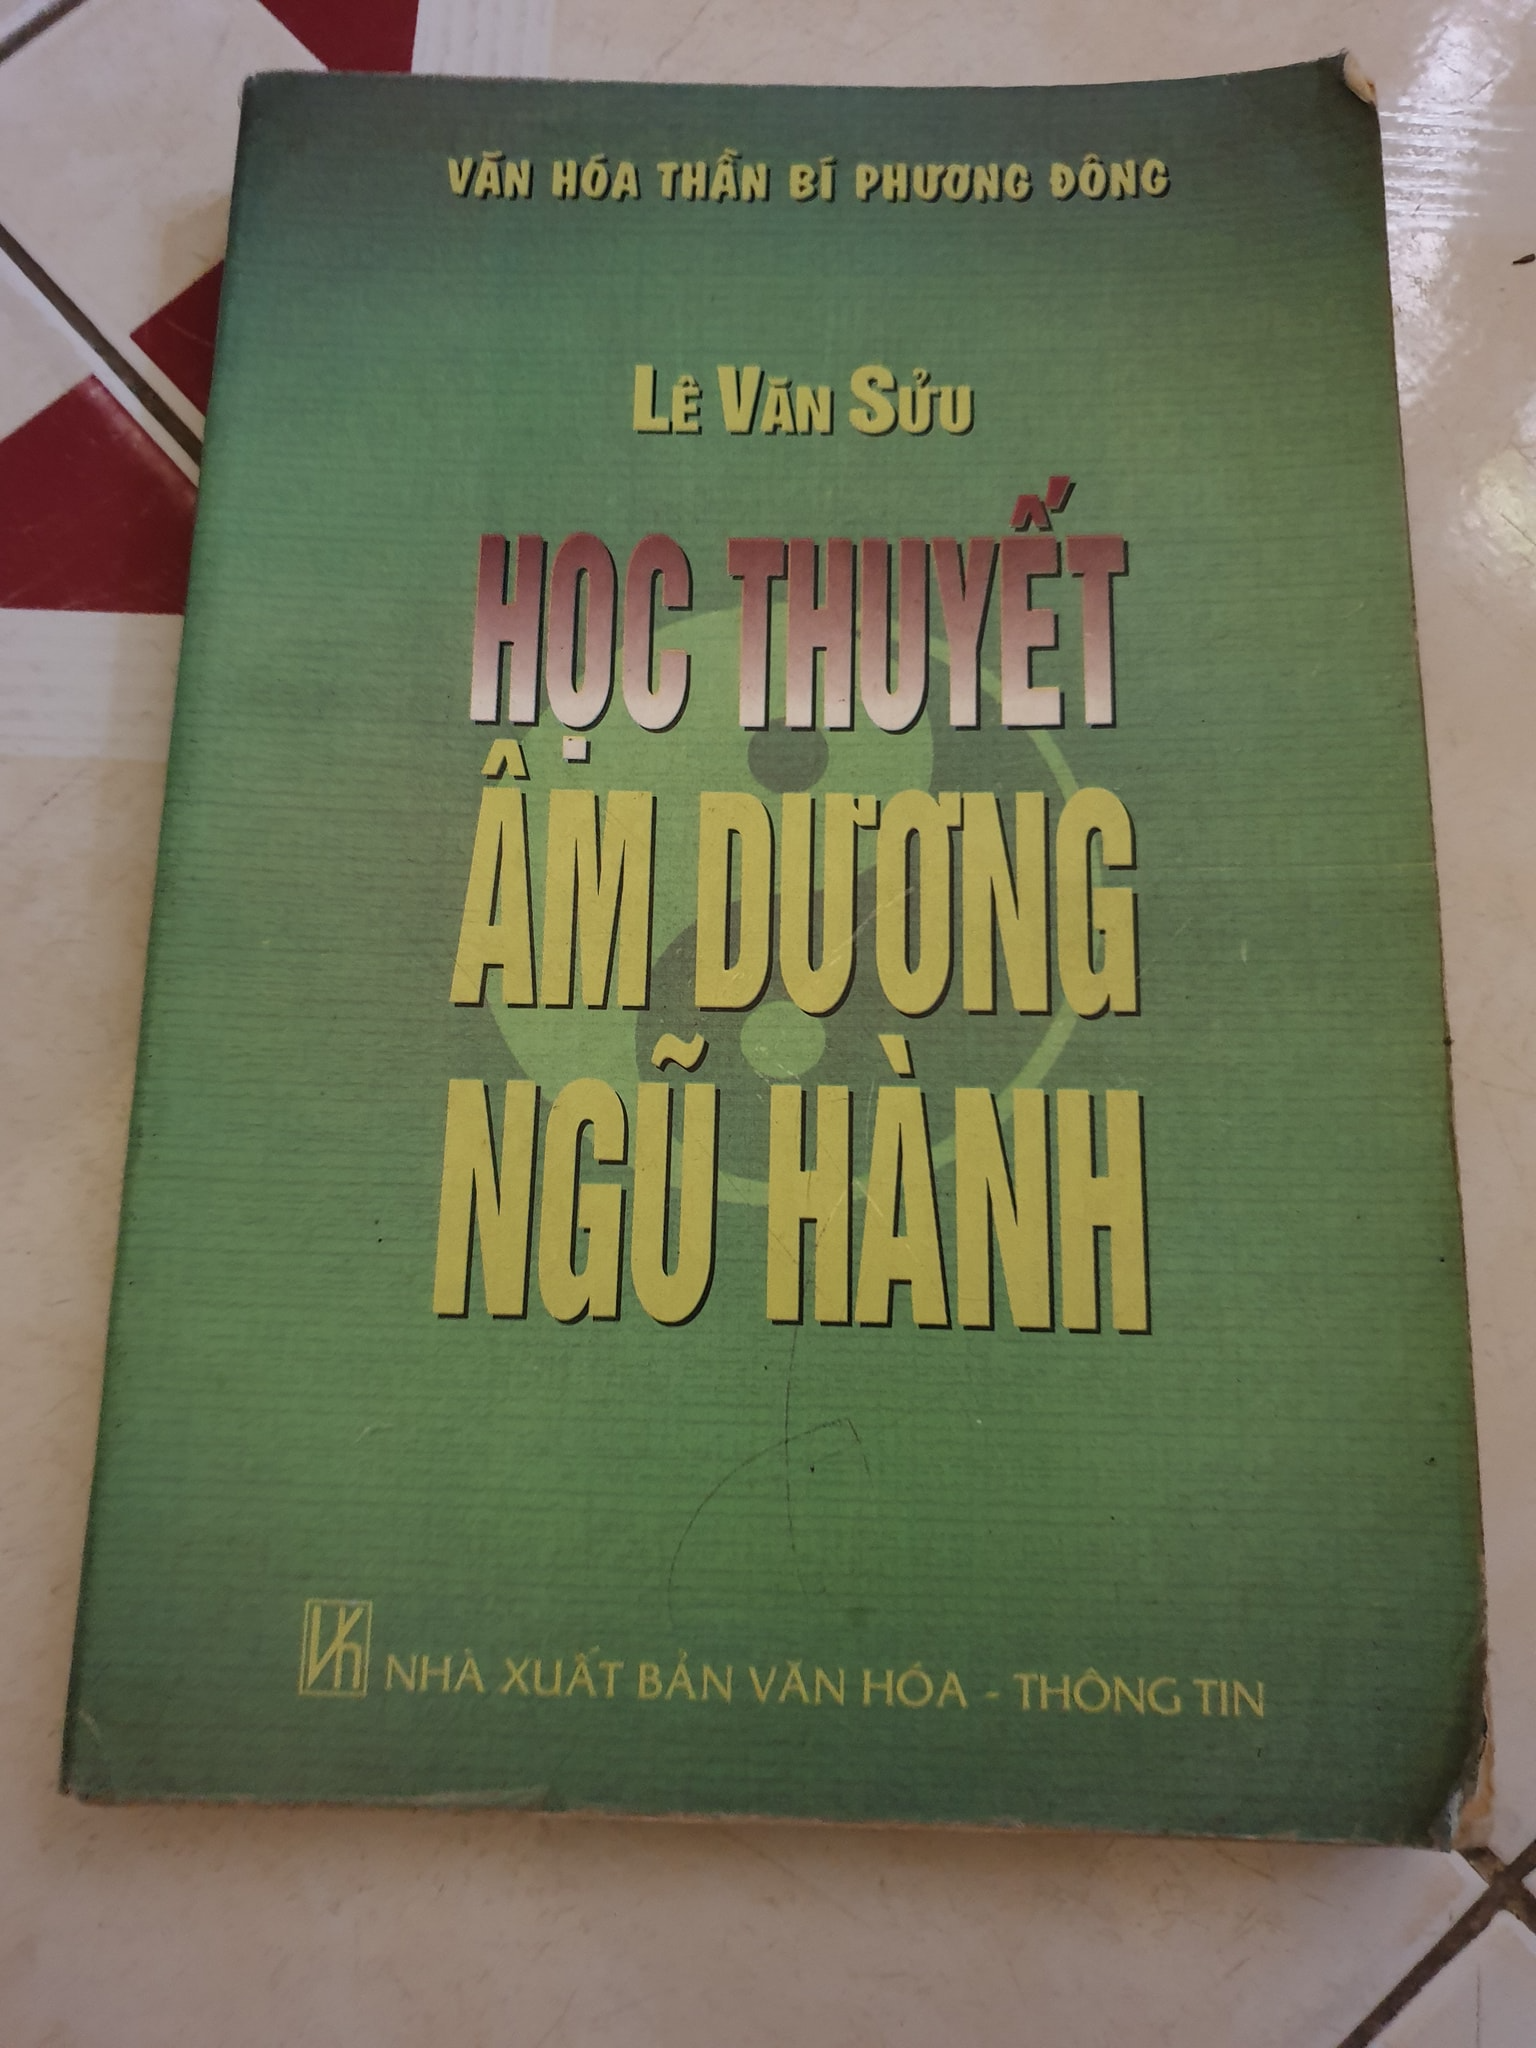 VĂN HÓA THẦN BÍ PHƯƠNG ĐÔNG
LÊ VĂN SỬU
HỌC THUYẾT
ÂM DƯƠNG
NGŨ HÀNH
Vh NHÀ XUẤT BẢN VĂN HÓA - THÔNG TIN